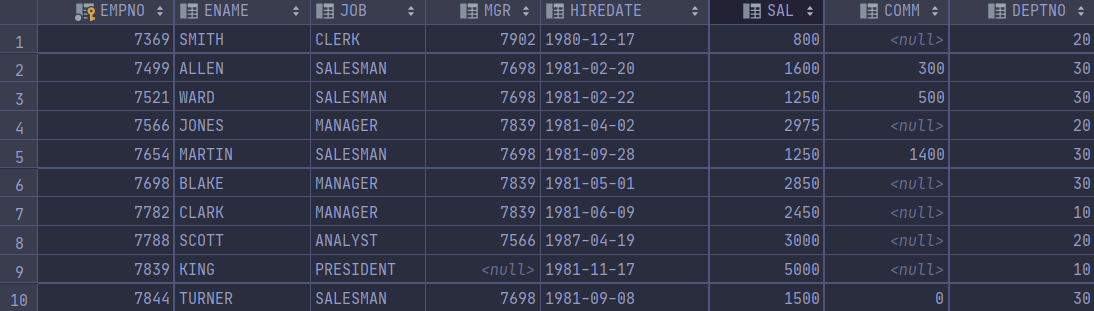 EMPNO ENAME JOB MGR HIREDATE SAL COMM DEPTNO
1 7369 SMITH CLERK 7902 1980-12-17 800 <null> 20
2 7499 ALLEN SALESMAN 7698 1981-02-20 1600 300 30
3 7521 WARD SALESMAN 7698 1981-02-22 1250 500 30
4 7566 JONES MANAGER 7839 1981-04-02 2975 <null> 20
5 7654 MARTIN SALESMAN 7698 1981-09-28 1250 1400 30
6 7698 BLAKE MANAGER 7839 1981-05-01 2850 <null> 30
7 7782 CLARK MANAGER 7839 1981-06-09 2450 <null> 10
8 7788 SCOTT ANALYST 7566 1987-04-19 3000 <null> 20
9 7839 KING PRESIDENT <null> 1981-11-17 5000 <null> 10
10 7844 TURNER SALESMAN 7698 1981-09-08 1500 0 30